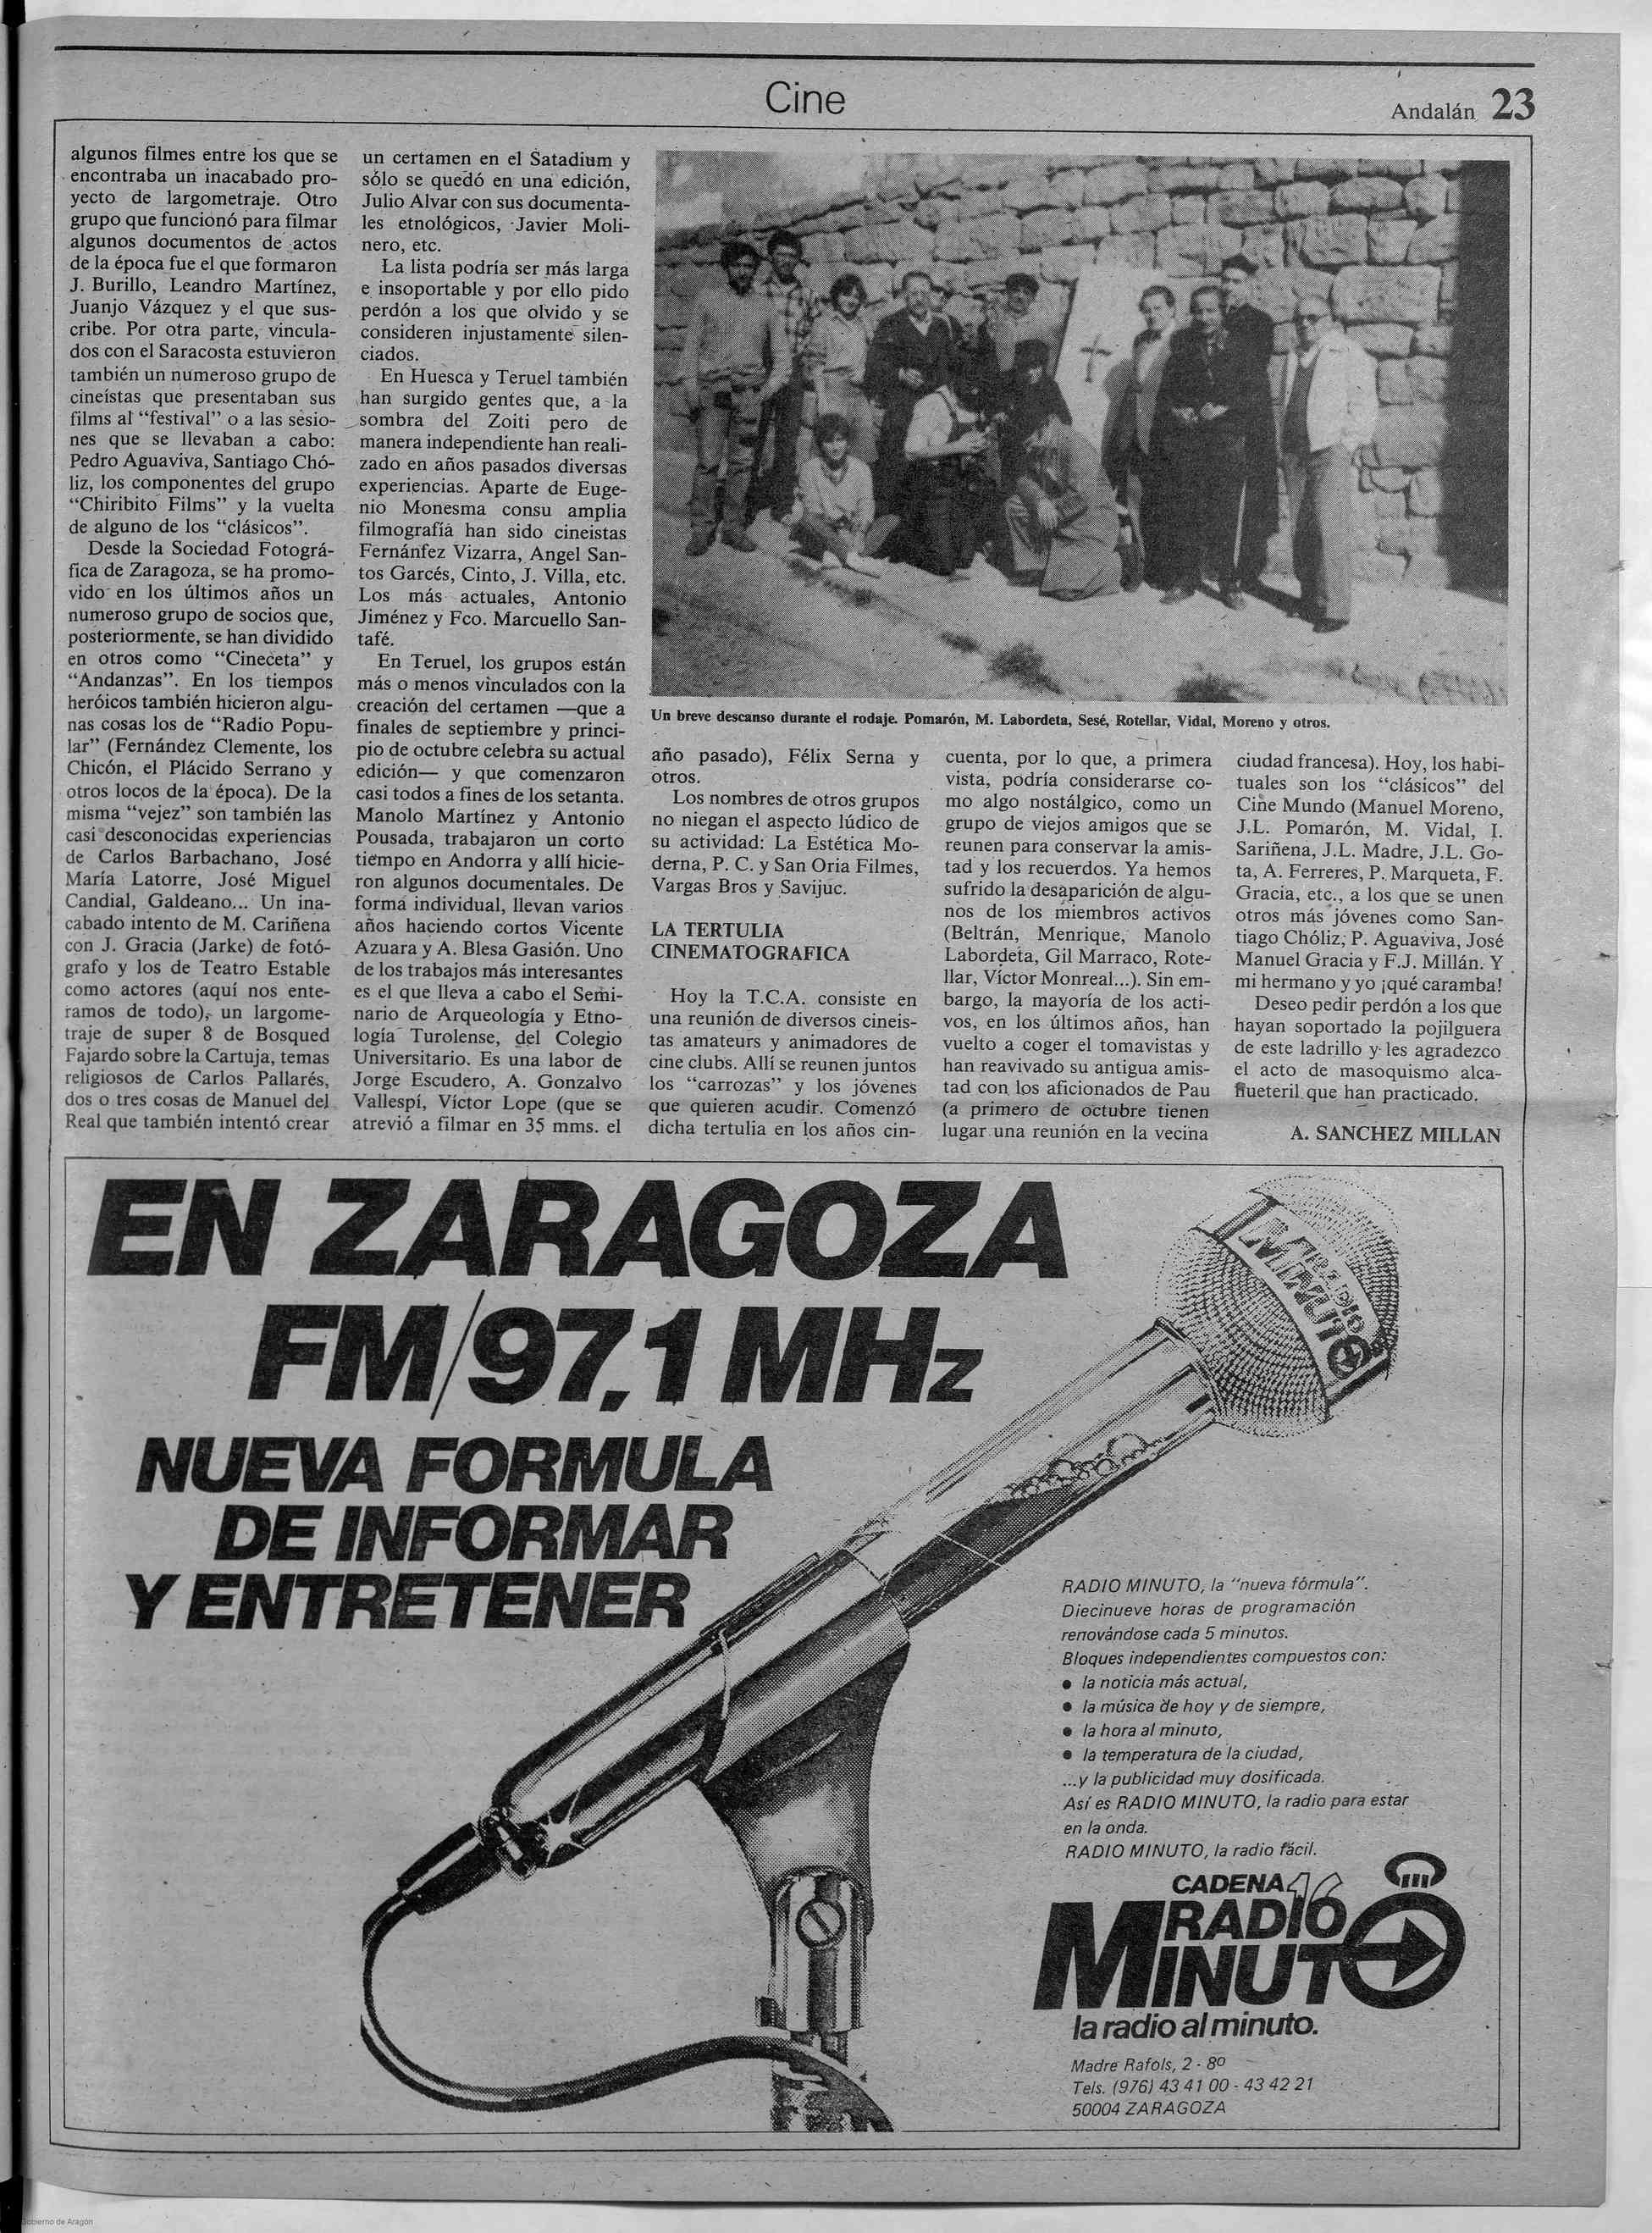 Cine
Andalán 23
algunos filmes entre los que se
encontraba un inacabado pro-
yecto de largometraje. Otro
grupo que funcionó para filmar
algunos documentos de actos
de la época fue el que formaron
J. Burillo, Leandro Martínez,
Juanjo Vázquez y el que sus-
cribe. Por otra parte, vincula-
dos con el Saracosta estuvieron
también un numeroso grupo de
cineístas que presentaban sus
films al “festival” o a las sesio-
nes que se llevaban a cabo:
Pedro Aguaviva, Santiago Chó-
liz, los componentes del grupo
“Chiribito Films” y la vuelta
de alguno de los “clásicos”.
Desde la Sociedad Fotográ-
fica de Zaragoza, se ha promo-
vido en los últimos años un
numeroso grupo de socios que,
posteriormente, se han dividido
en otros como “Cineceta” y
“Andanzas”. En los tiempos
heróicos también hicieron algu-
nas cosas los de “Radio Popu-
lar” (Fernández Clemente, los
Chicón, el Plácido Serrano y
otros locos de la época). De la
misma “vejez” son también las
casi desconocidas experiencias
de Carlos Barbachano, José
María Latorre, José Miguel
Candial, Galdeano... Un ina-
cabado intento de M. Cariñena
con J. Gracia (Jarke) de fotó-
grafo y los de Teatro Estable
como actores (aquí nos ente-
ramos de todo), un largome-
traje de super 8 de Bosqued
Fajardo sobre la Cartuja, temas
religiosos de Carlos Pallarés,
dos o tres cosas de Manuel del
Real que también intentó crear
un certamen en el Satadium y
sólo se quedó en una edición,
Julio Alvar con sus documenta-
les etnológicos, Javier Moli-
nero, etc.
La lista podría ser más larga
e insoportable y por ello pido
perdón a los que olvido y se
consideren injustamente silen-
ciados.
En Huesca y Teruel también
han surgido gentes que, a la
sombra del Zoiti pero de
manera independiente han reali-
zado en años pasados diversas
experiencias. Aparte de Euge-
nio Monesma consu amplia
filmografía han sido cineistas
Fernánfez Vizarra, Angel San-
tos Garcés, Cinto, J. Villa, etc.
Los más actuales, Antonio
Jiménez y Fco. Marcuello San-
tafé.
En Teruel, los grupos están
más o menos vinculados con la
creación del certamen —que a
finales de septiembre y princi-
pio de octubre celebra su actual
edición— y que comenzaron
casi todos a fines de los setanta.
Manolo Martínez y Antonio
Pousada, trabajaron un corto
tiempo en Andorra y allí hicie-
ron algunos documentales. De
forma individual, llevan varios
años haciendo cortos Vicente
Azuara y A. Blesa Gasión. Uno
de los trabajos más interesantes
es el que lleva a cabo el Semi-
nario de Arqueología y Etno-
logía Turolense, del Colegio
Universitario. Es una labor de
Jorge Escudero, A. Gonzalvo
Vallespí, Víctor Lope (que se
atrevió a filmar en 35 mms. el
Un breve descanso durante el rodaje. Pomarón, M. Labordeta, Sesé, Rotellar, Vidal, Moreno y otros.
año pasado), Félix Serna y
otros.
Los nombres de otros grupos
no niegan el aspecto lúdico de
su actividad: La Estética Mo-
derna, P. C. y San Oria Filmes,
Vargas Bros y Savijuc.
LA TERTULIA
CINEMATOGRAFICA
Hoy la T.C.A. consiste en
una reunión de diversos cineis-
tas amateurs y animadores de
cine clubs. Allí se reunen juntos
los “carrozas” y los jóvenes
que quieren acudir. Comenzó
dicha tertulia en los años cin-
cuenta, por lo que, a primera
vista, podría considerarse co-
mo algo nostálgico, como un
grupo de viejos amigos que se
reunen para conservar la amis-
tad y los recuerdos. Ya hemos
sufrido la desaparición de algu-
nos de los miembros activos
(Beltrán, Menrique, Manolo
Labordeta, Gil Marraco, Rote-
llar, Víctor Monreal...). Sin em-
bargo, la mayoría de los acti-
vos, en los últimos años, han
vuelto a coger el tomavistas y
han reavivado su antigua amis-
tad con los aficionados de Pau
(a primero de octubre tienen
lugar una reunión en la vecina
ciudad francesa). Hoy, los habi-
tuales son los “clásicos” del
Cine Mundo (Manuel Moreno,
J.L. Pomarón, M. Vidal, I.
Sariñena, J.L. Madre, J.L. Go-
ta, A. Ferreres, P. Marqueta, F.
Gracia, etc., a los que se unen
otros más jóvenes como San-
tiago Chóliz, P. Aguaviva, José
Manuel Gracia y F.J. Millán. Y
mi hermano y yo ¡qué caramba!
Deseo pedir perdón a los que
hayan soportado la pojilguera
de este ladrillo y les agradezco
el acto de masoquismo alca-
ñueteril que han practicado.
A. SANCHEZ MILLAN
EN ZARAGOZA
FM/97,1 MHz
NUEVA FORMULA
DE INFORMAR
Y ENTRETENER
RADIO
MINUTO
RADIO MINUTO, la “nueva fórmula”.
Diecinueve horas de programación
renovándose cada 5 minutos.
Bloques independientes compuestos con:
● la noticia más actual,
● la música de hoy y de siempre,
● la hora al minuto,
● la temperatura de la ciudad,
...y la publicidad muy dosificada.
Así es RADIO MINUTO, la radio para estar
en la onda.
RADIO MINUTO, la radio fácil.
CADENA 16
RADIO
MINUTO
la radio al minuto.
Madre Rafols, 2 - 8º
Tels. (976) 43 41 00 - 43 42 21
50004 ZARAGOZA
Gobierno de Aragón